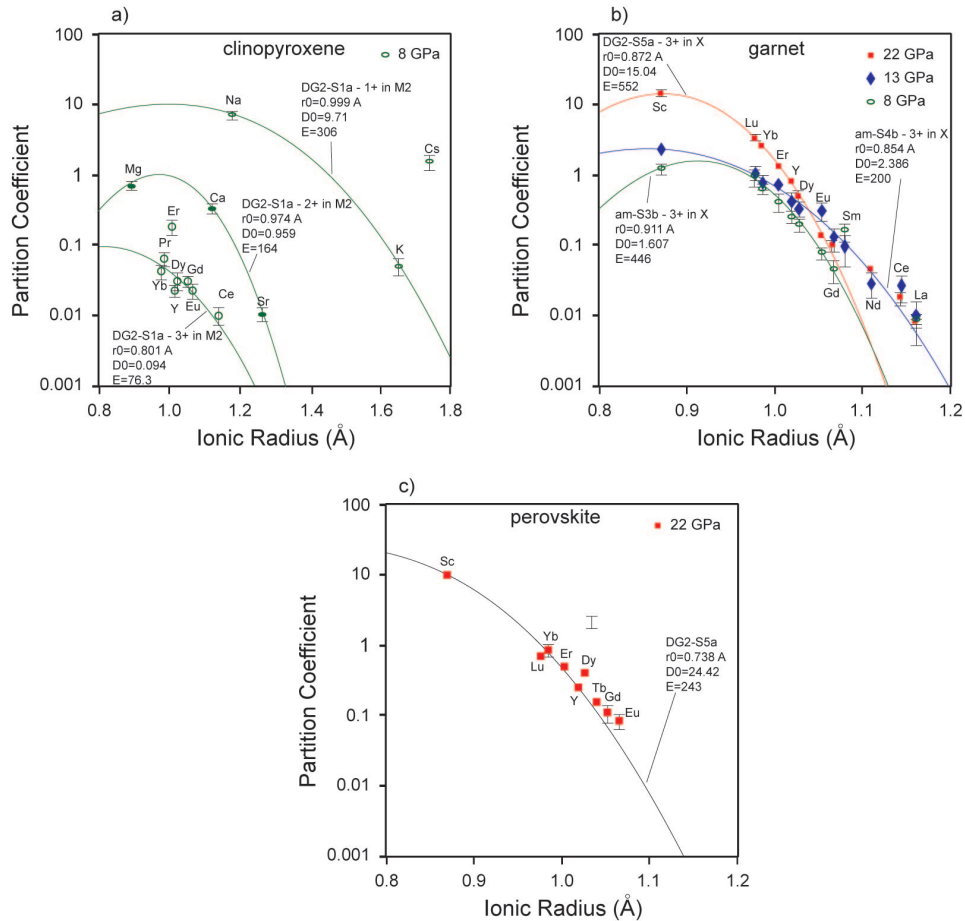 a)
clinopyroxene
8 GPa
Partition Coefficient
100
10
1
0.1
0.01
0.001
0.8
1.0
1.2
1.4
1.6
1.8
Ionic Radius (Å)
DG2-S1a - 1+ in M2
r0=0.999 A
D0=9.71
E=306
Na
Cs
Mg
Ca
Er
DG2-S1a - 2+ in M2
r0=0.974 A
D0=0.959
E=164
Pr
K
Dy
Gd
Yb
Y
Eu
Ce
Sr
DG2-S1a - 3+ in M2
r0=0.801 A
D0=0.094
E=76.3
b)
garnet
22 GPa
13 GPa
8 GPa
Partition Coefficient
100
10
1
0.1
0.01
0.001
0.8
0.9
1.0
1.1
1.2
Ionic Radius (Å)
DG2-S5a - 3+ in X
r0=0.872 A
D0=15.04
E=552
Sc
Lu
Yb
Er
Y
Dy
Eu
Sm
am-S4b - 3+ in X
r0=0.854 A
D0=2.386
E=200
am-S3b - 3+ in X
r0=0.911 A
D0=1.607
E=446
Gd
Nd
Ce
La
c)
perovskite
22 GPa
Partition Coefficient
100
10
1
0.1
0.01
0.001
0.8
0.9
1.0
1.1
1.2
Ionic Radius (Å)
Sc
Yb
Lu
Er
Dy
Y
Tb
Gd
Eu
DG2-S5a
r0=0.738 A
D0=24.42
E=243